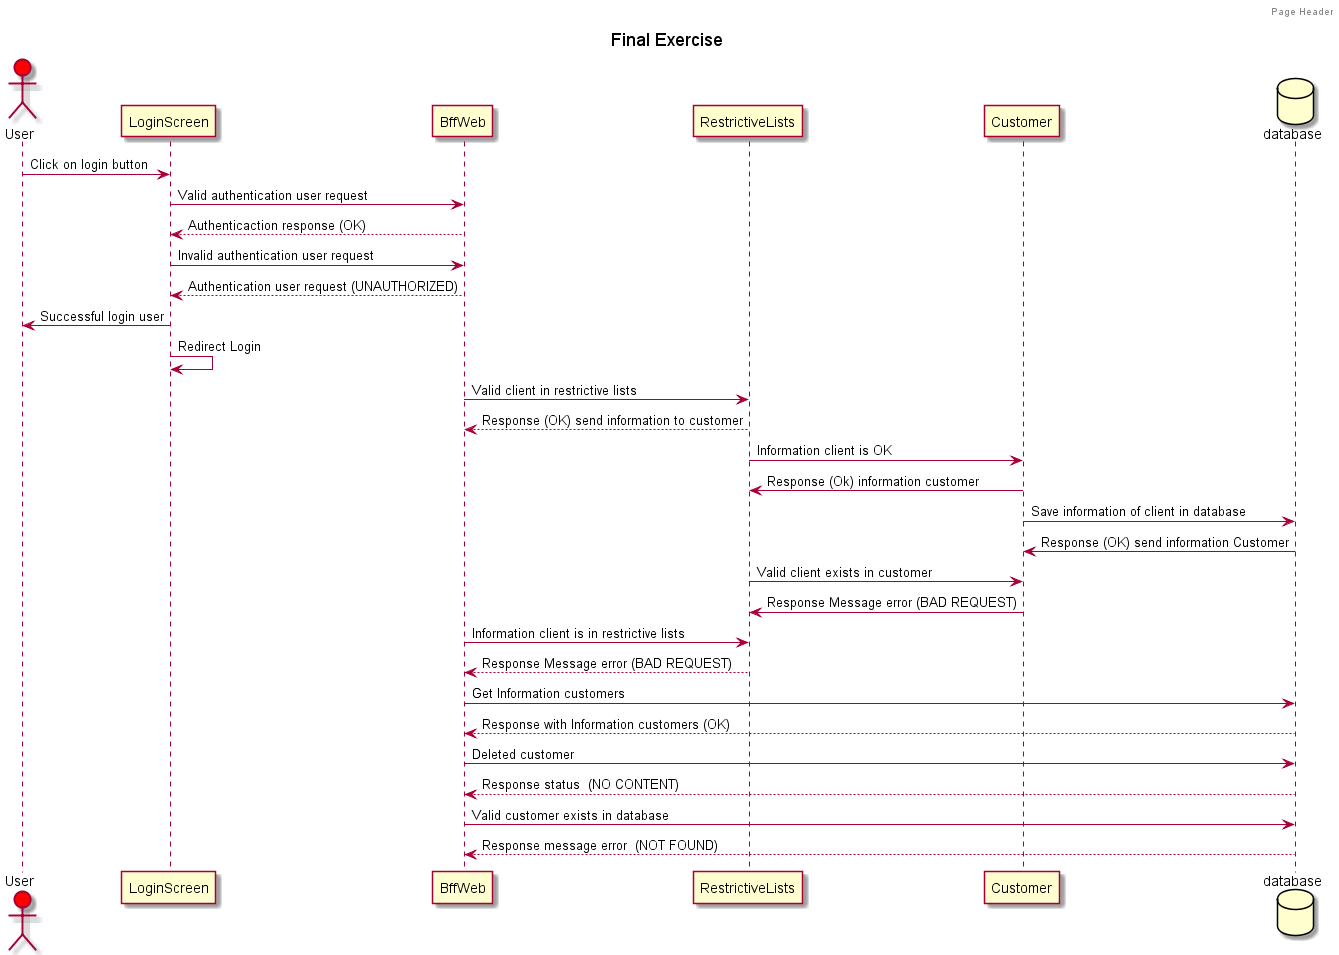 Page Header
Final Exercise
User
LoginScreen
BffWeb
RestrictiveLists
Customer
database
Click on login button
Valid authentication user request
Authenticaction response (OK)
Invalid authentication user request
Authentication user request (UNAUTHORIZED)
Successful login user
Redirect Login
Valid client in restrictive lists
Response (OK) send information to customer
Information client is OK
Response (Ok) information customer
Save information of client in database
Response (OK) send information Customer
Valid client exists in customer
Response Message error (BAD REQUEST)
Information client is in restrictive lists
Response Message error (BAD REQUEST)
Get Information customers
Response with Information customers (OK)
Deleted customer
Response status  (NO CONTENT)
Valid customer exists in database
Response message error  (NOT FOUND)
User
LoginScreen
BffWeb
RestrictiveLists
Customer
database